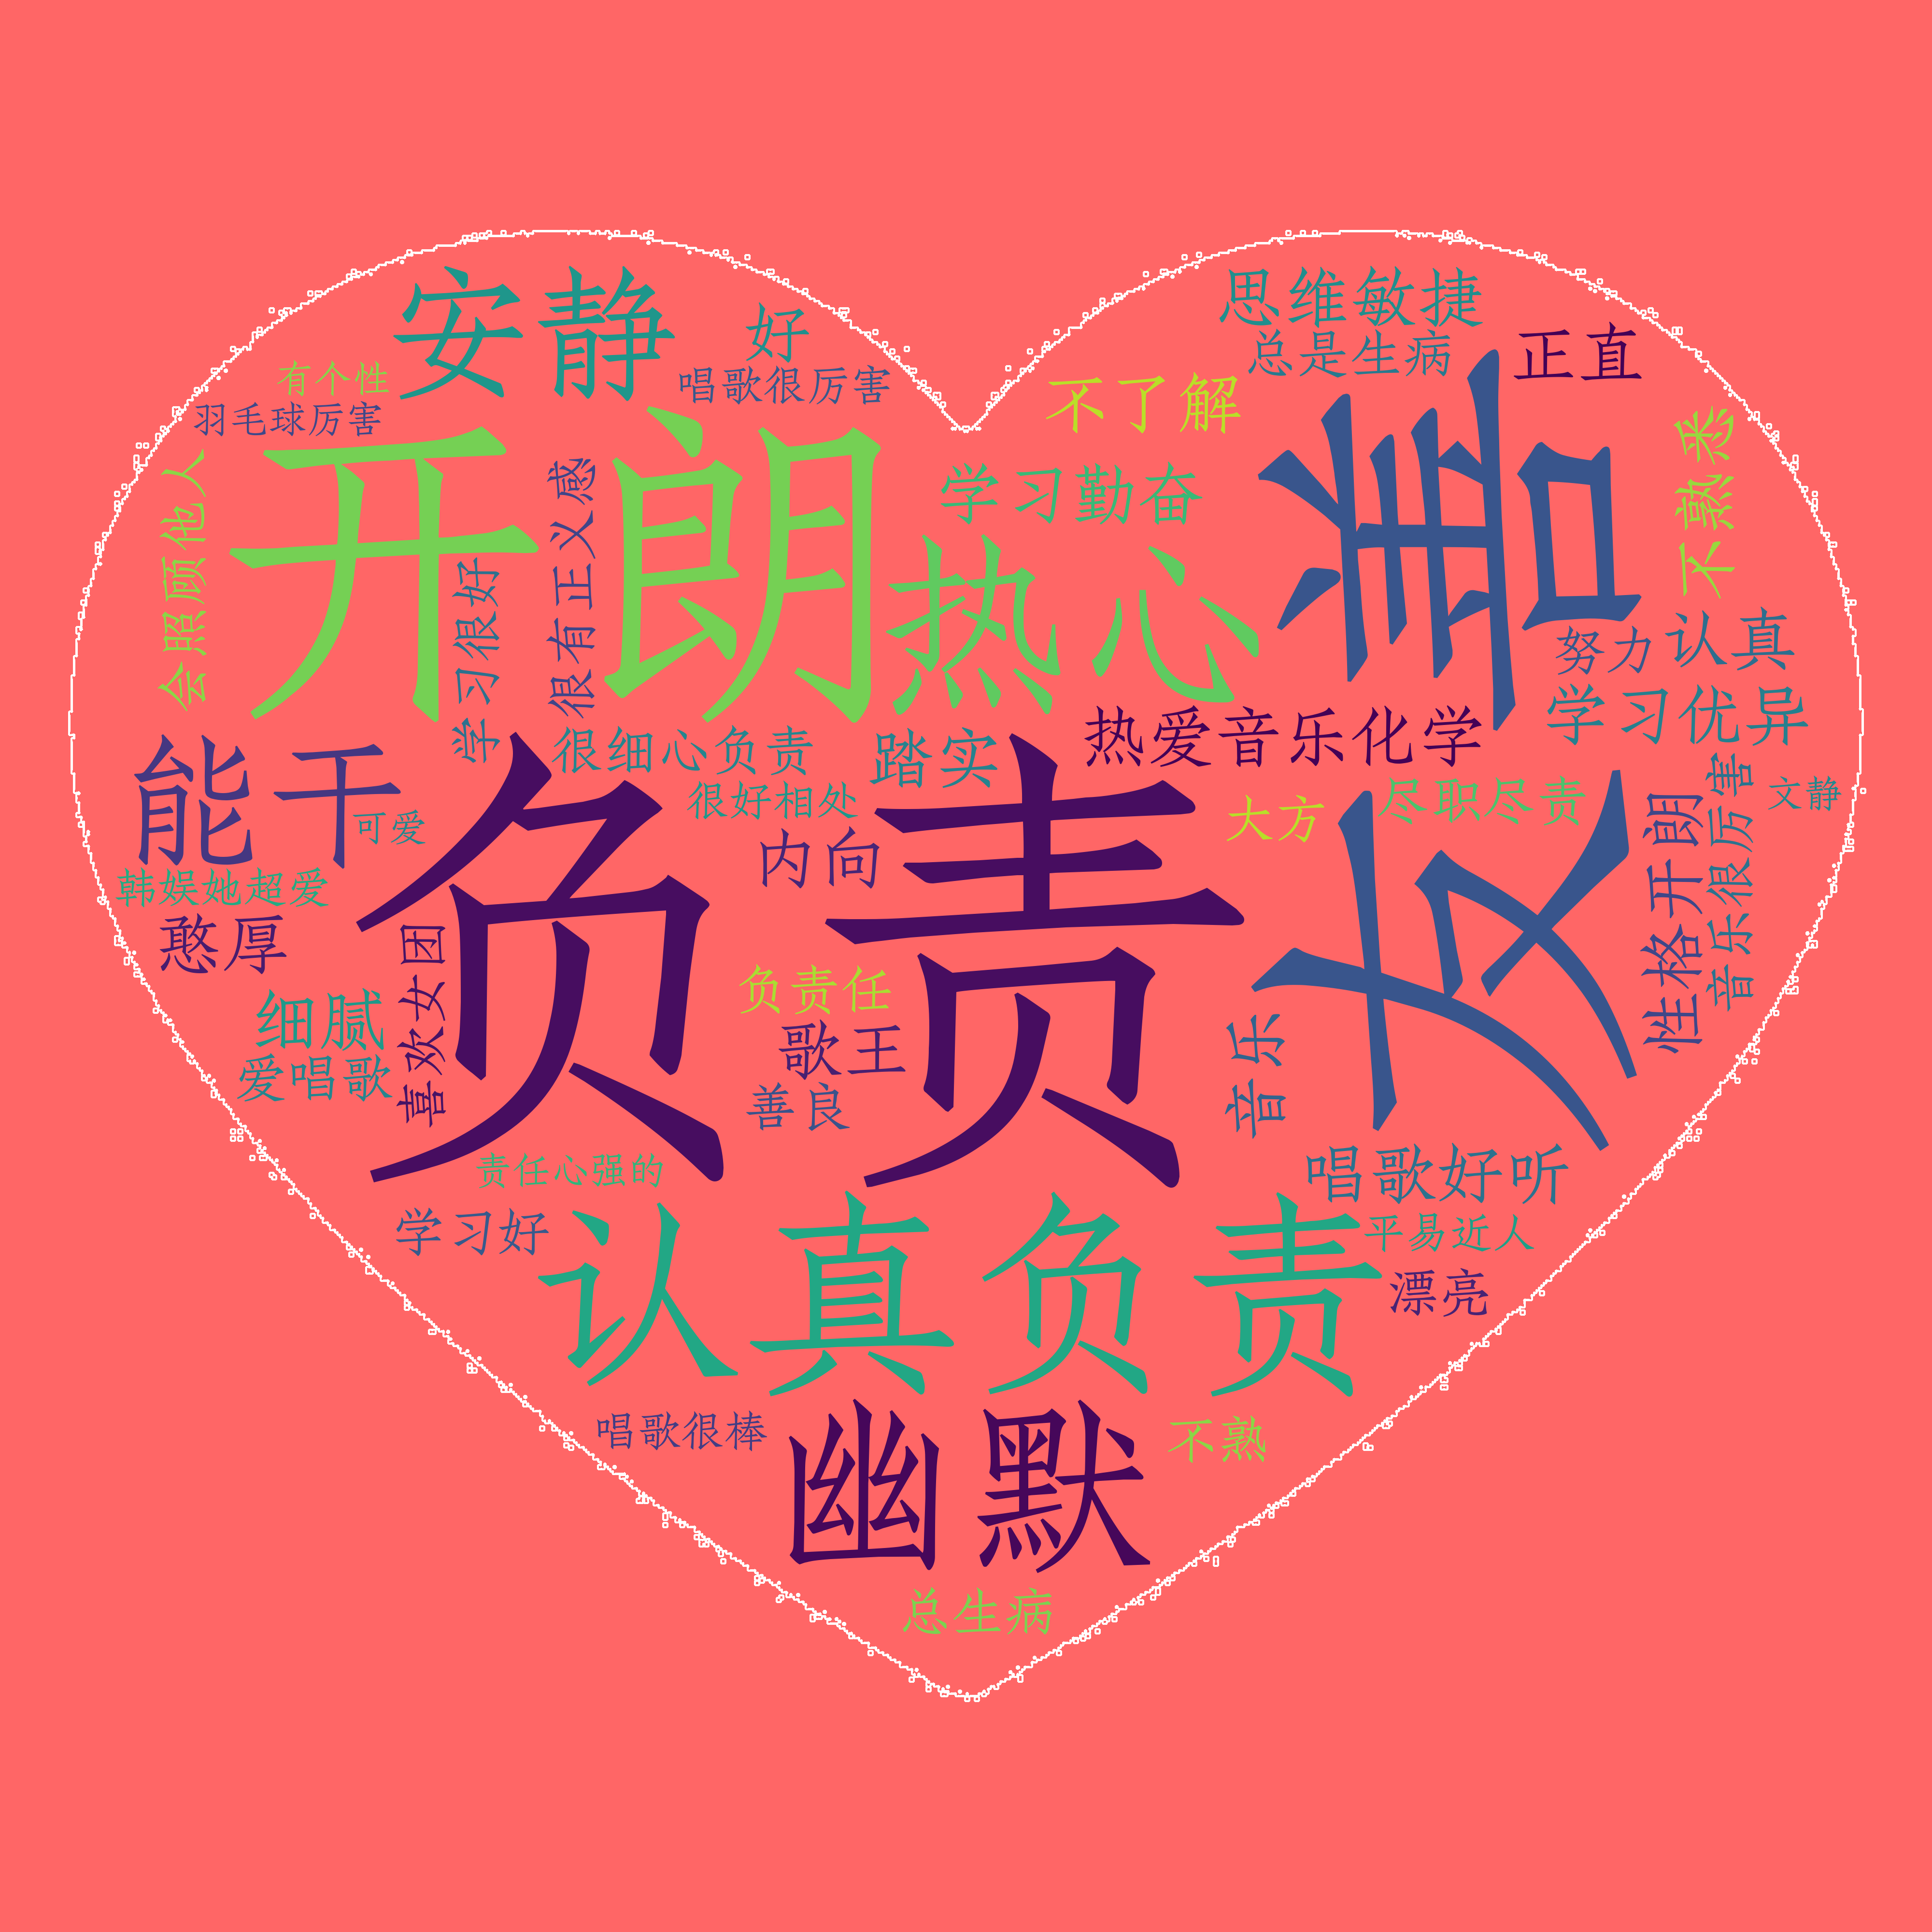 安静
好
思维敏捷
总是生病
正直
有个性
唱歌很厉害
羽毛球厉害
不了解
不熟悉
开朗
会照顾他人
学习很好
很有正义感
学习勤奋
热心
友善
努力
认真
学习优异
能干
可爱
很细心负责
踏实
热爱音乐化学
很好相处
内向
大方
尽职尽责
文静
韩娱她超爱
憨厚
负责
喜欢女团
性格开朗
音乐很厉害
细腻
爱唱歌
负责任
歌王
善良
音乐
责任心强的
唱歌好听
学习好
认真负责
平易近人
漂亮
唱歌很棒
幽默
不熟
总生病